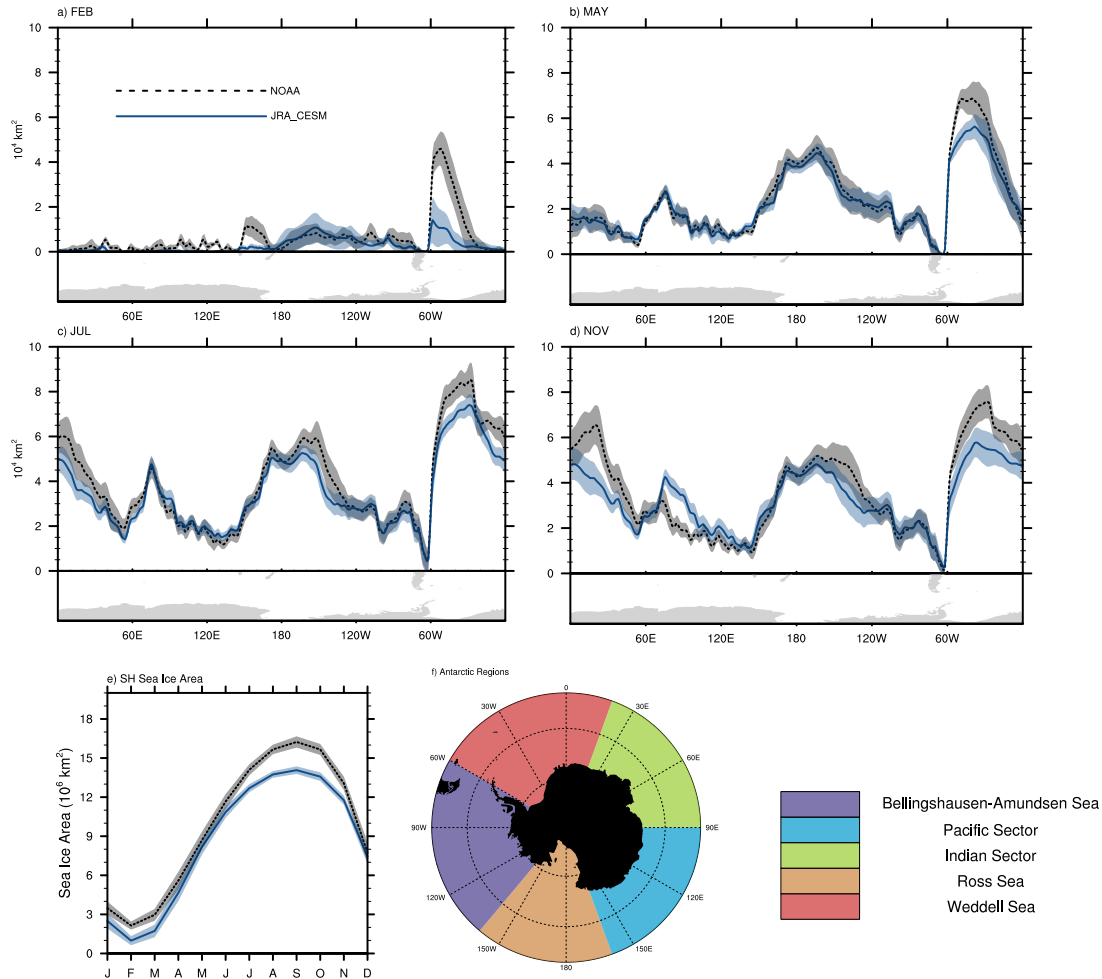 a) FEB
10
8
6
4
2
0
10⁴ km²
NOAA
JRA_CESM
60E 120E 180 120W 60W
b) MAY
10
8
6
4
2
0
60E 120E 180 120W 60W
c) JUL
10
8
6
4
2
0
10⁴ km²
60E 120E 180 120W 60W
d) NOV
10
8
6
4
2
0
60E 120E 180 120W 60W
e) SH Sea Ice Area
J F M A M J J A S O N D
18
15
12
9
6
3
0
Sea Ice Area (10⁶ km²)
J F M A M J J A S O N D
f) Antarctic Regions
0
30W 30E
60W 60E
90W 90E
120W 120E
150W 150E
180
Bellingshausen-Amundsen Sea
Pacific Sector
Indian Sector
Ross Sea
Weddell Sea